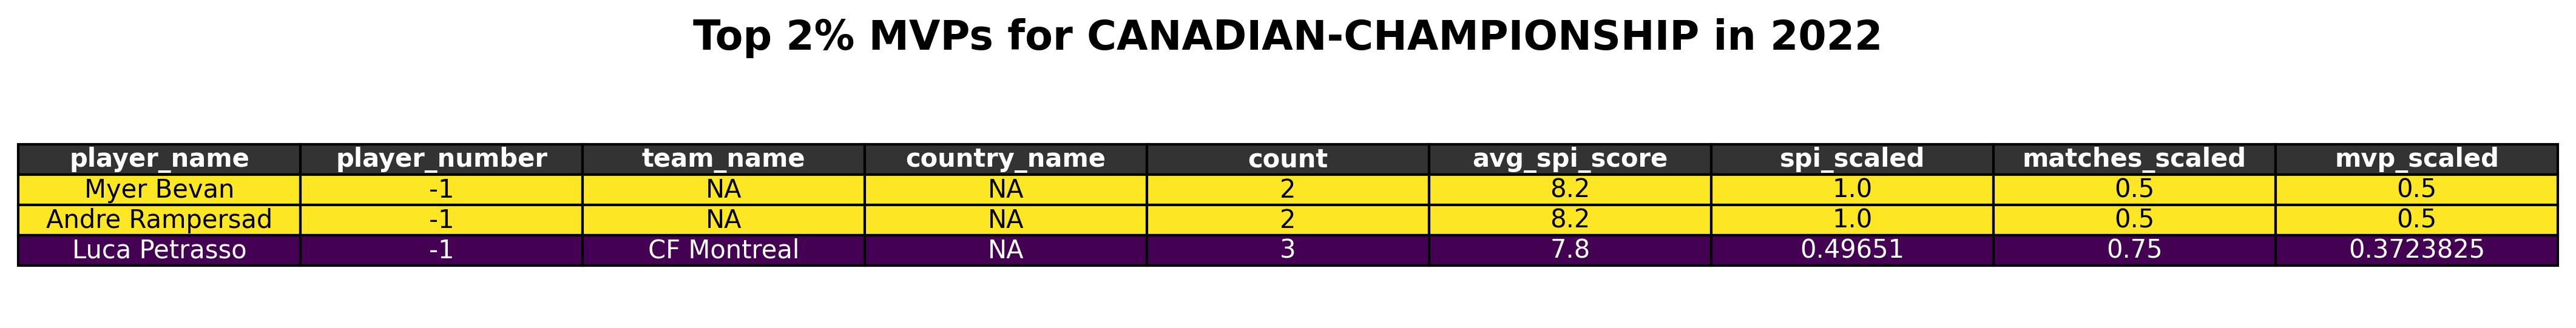 Top 2% MVPs for CANADIAN-CHAMPIONSHIP in 2022
player_name player_number team_name country_name count avg_spi_score spi_scaled matches_scaled mvp_scaled
Myer Bevan -1 NA NA 2 8.2 1.0 0.5 0.5
Andre Rampersad -1 NA NA 2 8.2 1.0 0.5 0.5
Luca Petrasso -1 CF Montreal NA 3 7.8 0.49651 0.75 0.3723825